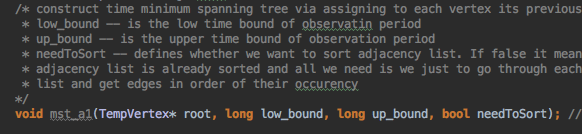 /* construct time minimum spanning tree via assigning to each vertex its previous
* low_bound -- is the low time bound of observatin period
* up_bound -- is the upper time bound of observation period
* needToSort -- defines whether we want to sort adjacency list. If false it mean
* adjacency list is already sorted and all we need is we just to go through each
* list and get edges in order of their occurency
*/
void mst_a1(TempVertex* root, long low_bound, long up_bound, bool needToSort); //